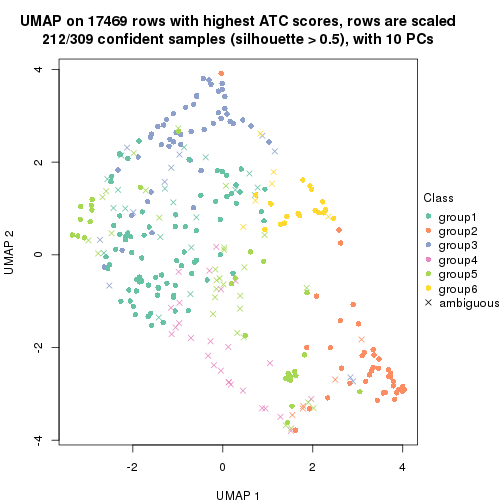 UMAP on 17469 rows with highest ATC scores, rows are scaled
212/309 confident samples (silhouette > 0.5), with 10 PCs
4
2
0
-2
-4
UMAP 2
-2
0
2
4
UMAP 1
Class
group1
group2
group3
group4
group5
group6
ambiguous